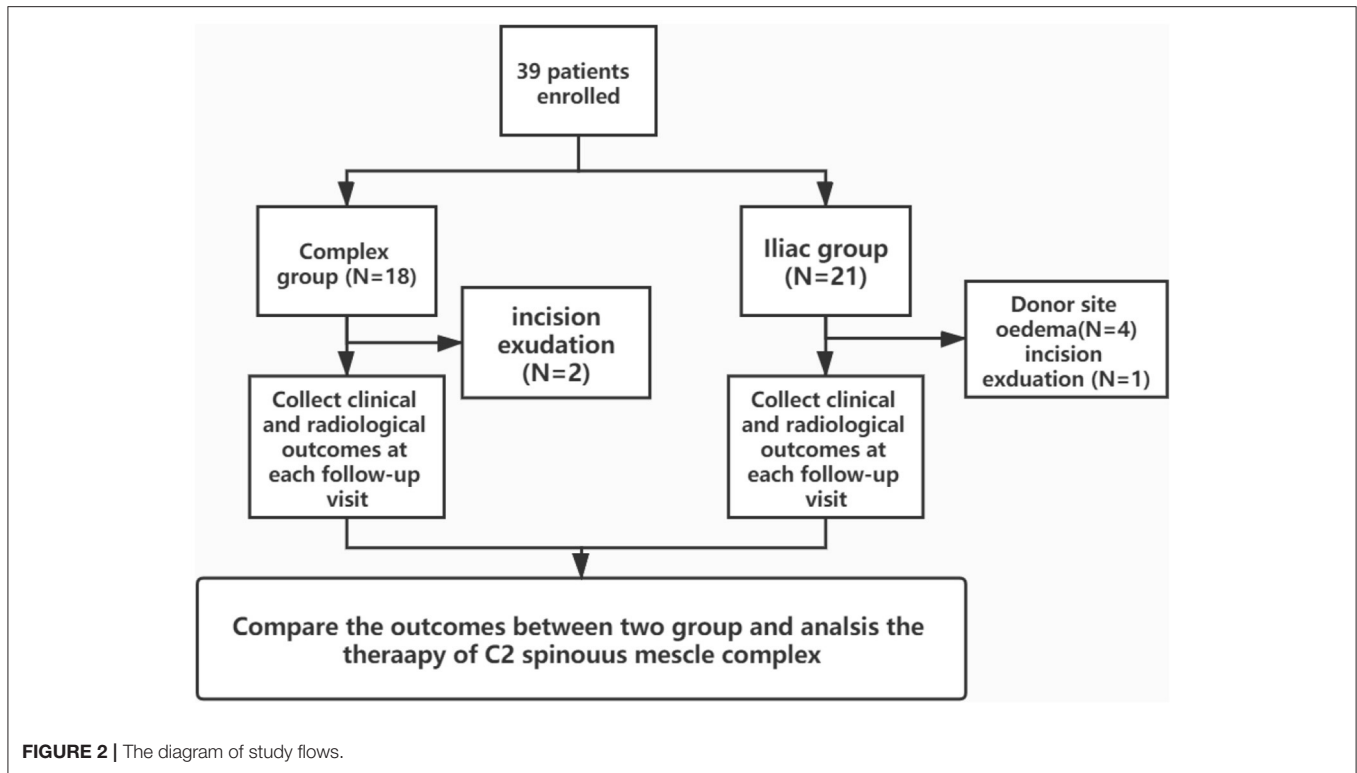 39 patients
enrolled
Complex
group (N=18)
Iliac group
(N=21)
incision
exudation
(N=2)
Donor site
oedema(N=4)
incision
exduation (N=1)
Collect clinical
and radiological
outcomes at
each follow-up
visit
Collect clinical
and radiological
outcomes at
each follow-up
visit
Compare the outcomes between two group and analsis the
theraapy of C2 spinouus mescle complex
FIGURE 2 | The diagram of study flows.